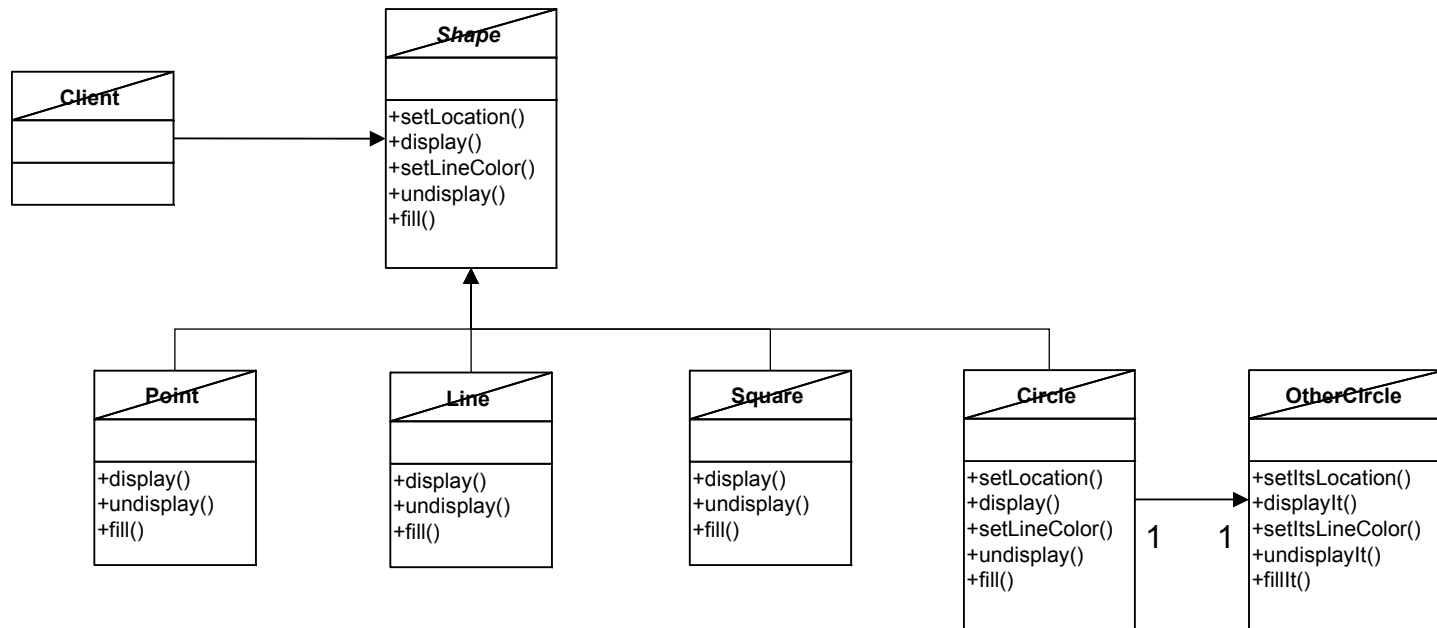 Shape
Client
+setLocation()
+display()
+setLineColor()
+undisplay()
+fill()
Point
+display()
+undisplay()
+fill()
Line
+display()
+undisplay()
+fill()
Square
+display()
+undisplay()
+fill()
Circle
+setLocation()
+display()
+setLineColor()
+undisplay()
+fill()
1 1
OtherCIrcle
+setItsLocation()
+displayIt()
+setItsLineColor()
+undisplayIt()
+fillIt()